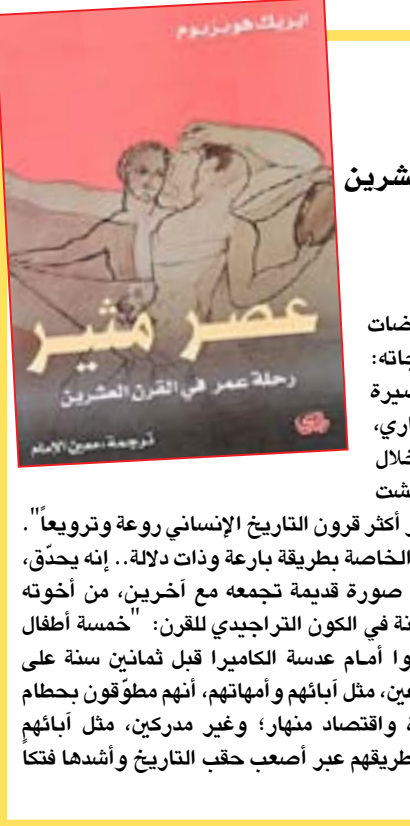 ايريك هوبزبوم
عصر مثير
رحلة عمر في القرن العشرين
ترجمة: معين الإمام
شرين
ضات
جاته:
سيرة
اري،
خلال
شت
أكثر قرون التاريخ الإنساني روعة وترويعاً".
الخاصة بطريقة بارعة وذات دلالة.. إنه يحدّق،
صورة قديمة تجمعه مع آخرين، من أخوته
نة في الكون التراجيدي للقرن: "خمسة أطفال
وا أمام عدسة الكاميرا قبل ثمانين سنة على
ين، مثل آبائهم وأمهاتهم، أنهم مطوّقون بحطام
ة واقتصاد منهار؛ وغير مدركين، مثل آبائهم
طريقهم عبر أصعب حقب التاريخ وأشدها فتكاً